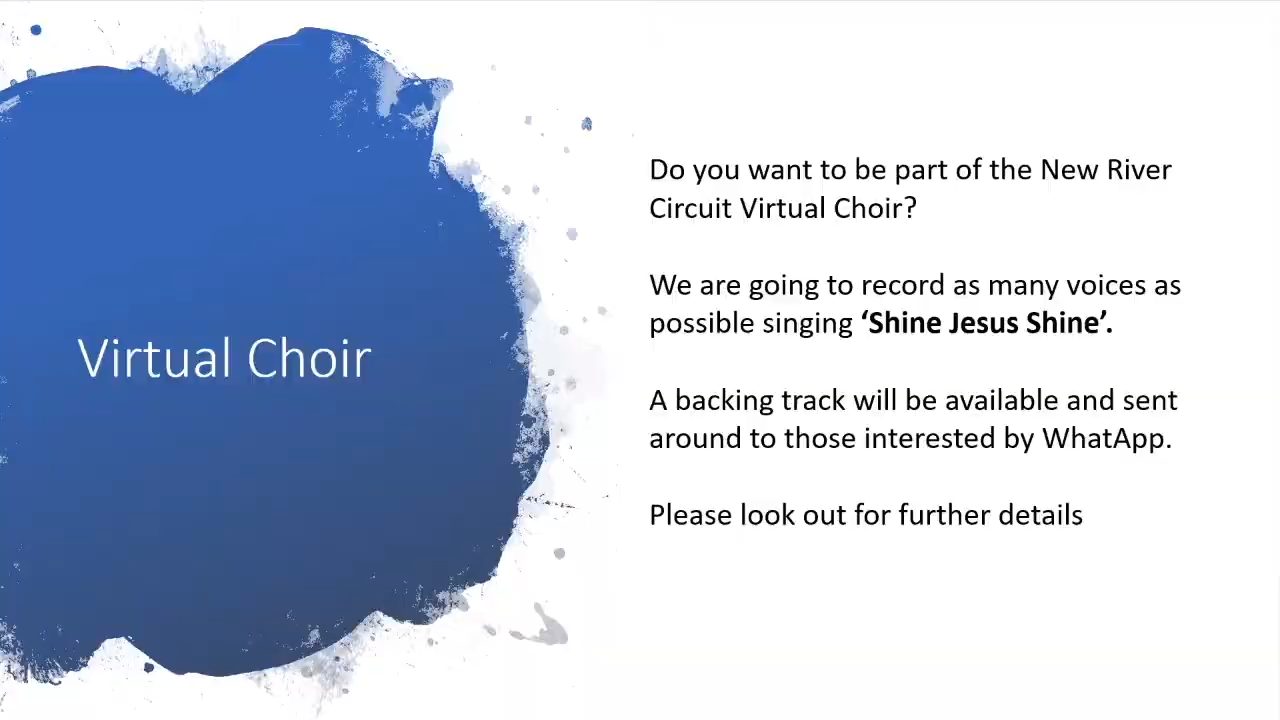 Virtual Choir
Do you want to be part of the New River
Circuit Virtual Choir?
We are going to record as many voices as
possible singing ‘Shine Jesus Shine’.
A backing track will be available and sent
around to those interested by WhatApp.
Please look out for further details